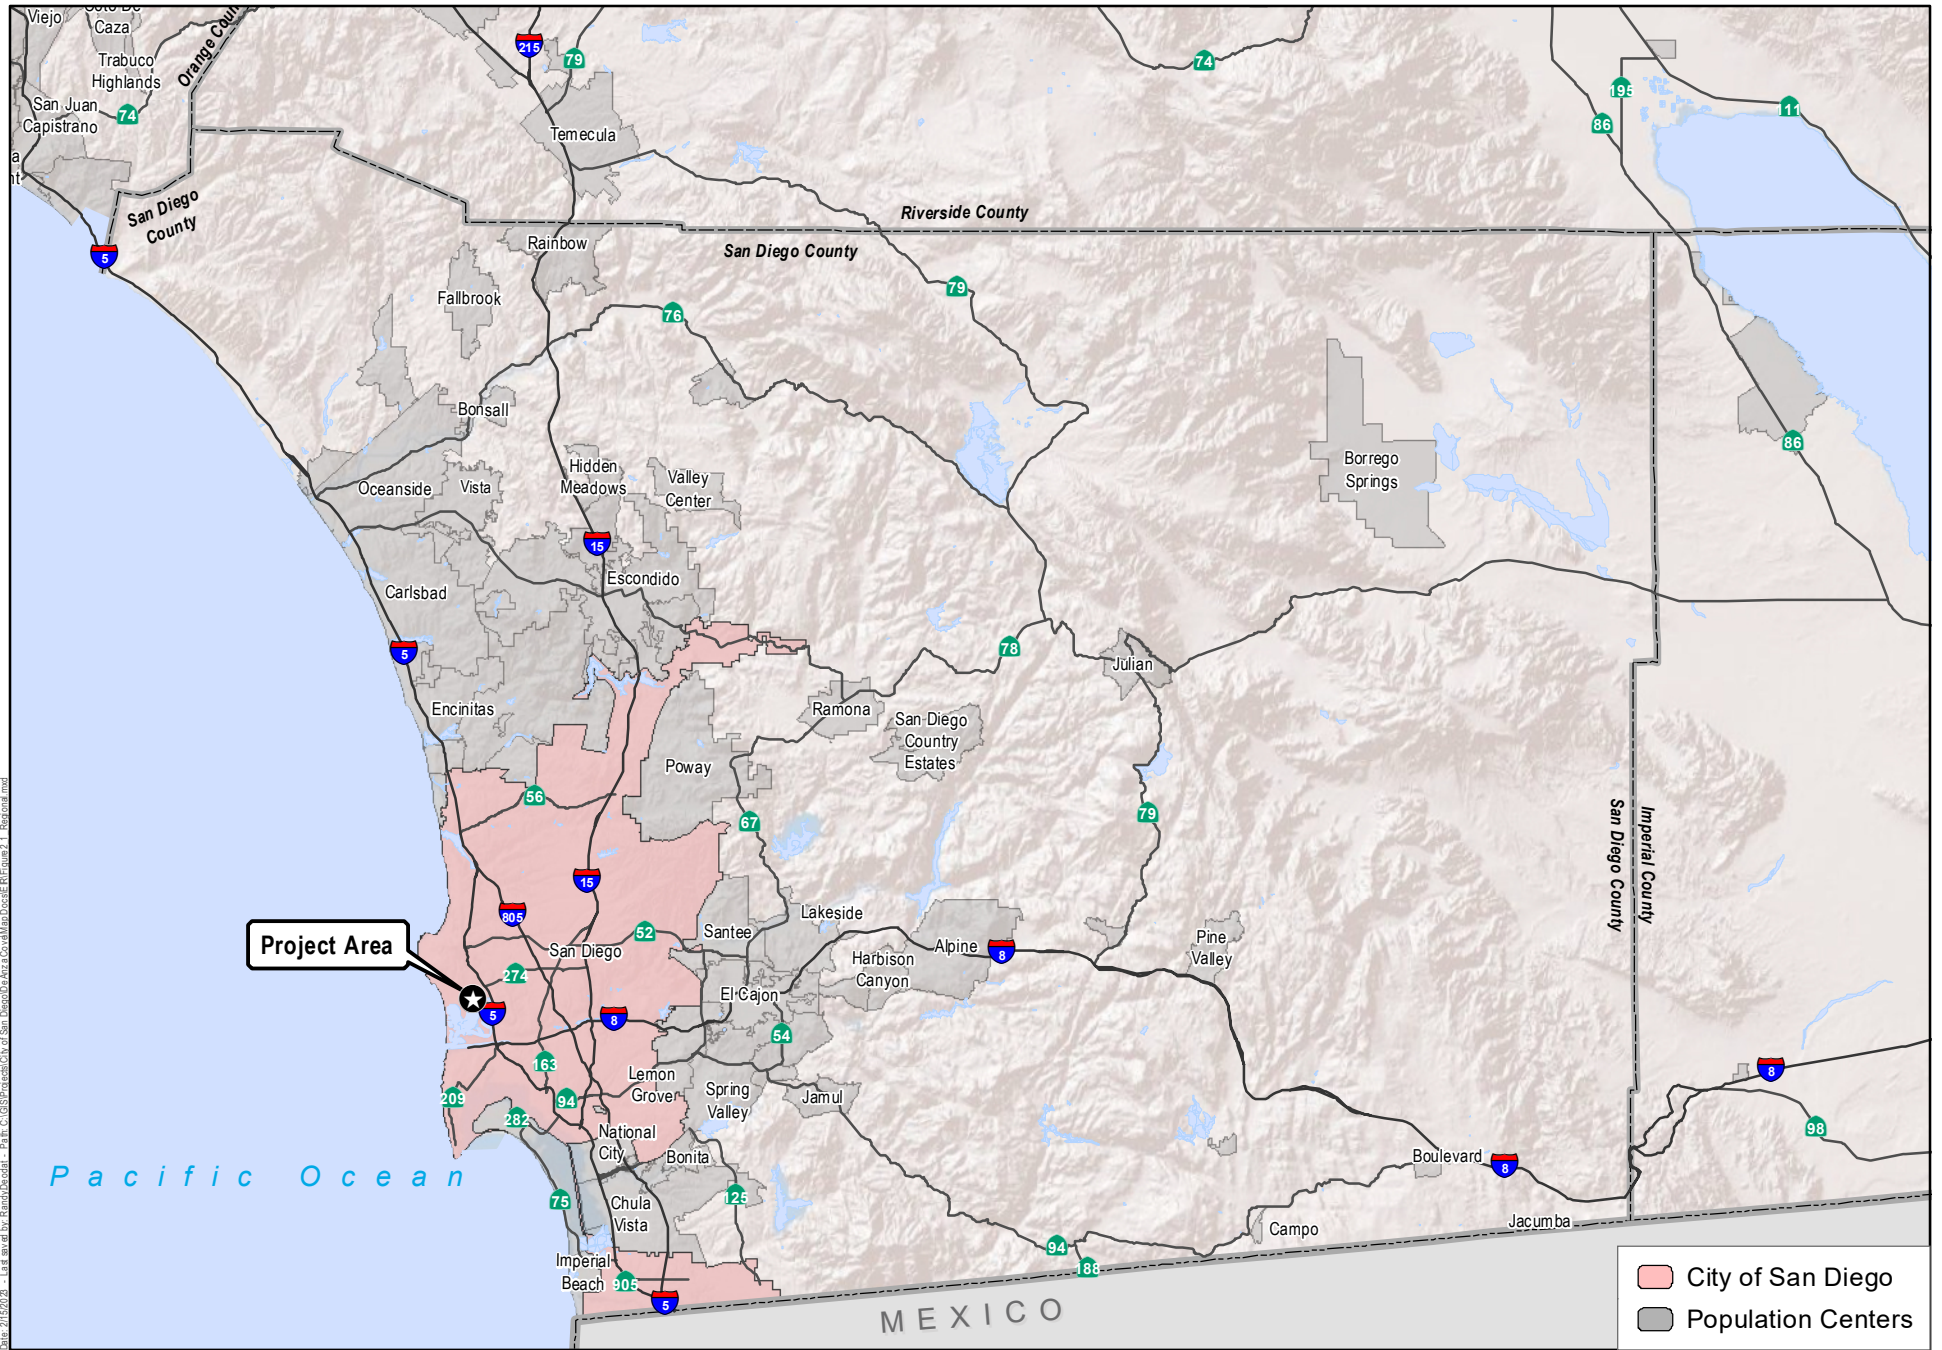 Viejo
Coto De
Caza
Trabuco
Highlands
Orange County
215
79
74
195
86
111
San Juan
Capistrano
74
Temecula
San Diego
County
Riverside County
San Diego County
5
Rainbow
Fallbrook
79
76
Bonsall
86
Borrego
Springs
Hidden
Meadows
Valley
Center
Oceanside
Vista
15
Escondido
Carlsbad
5
78
Julian
Encinitas
Ramona
San Diego
Country
Estates
Poway
56
67
79
San Diego County
Imperial County
15
805
Lakeside
Santee
52
San Diego
Project Area
Alpine
8
Pine
Valley
Harbison
Canyon
274
El Cajon
5
8
54
163
Lemon
Grove
Spring
Valley
Jamul
8
209
94
282
98
National
City
Bonita
Boulevard
8
Pacific Ocean
75
125
Chula
Vista
Campo
Jacumba
94
188
Imperial
Beach
905
5
MEXICO
City of San Diego
Population Centers